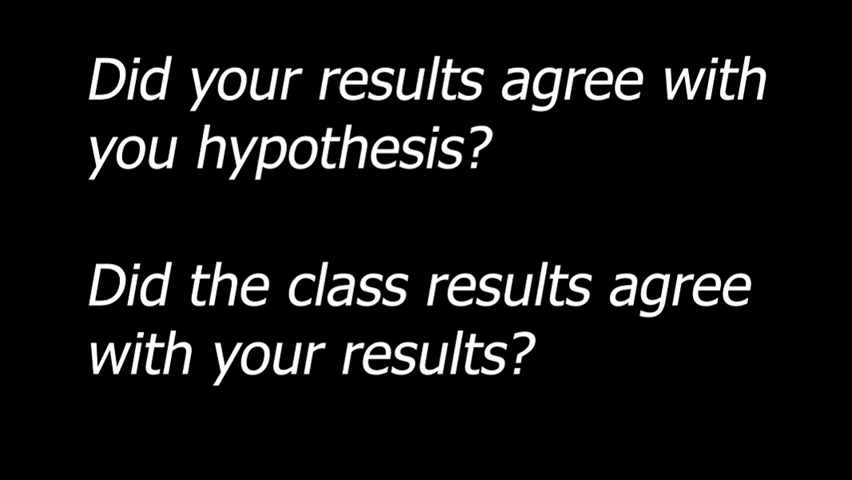 Did your results agree with
you hypothesis?
Did the class results agree
with your results?